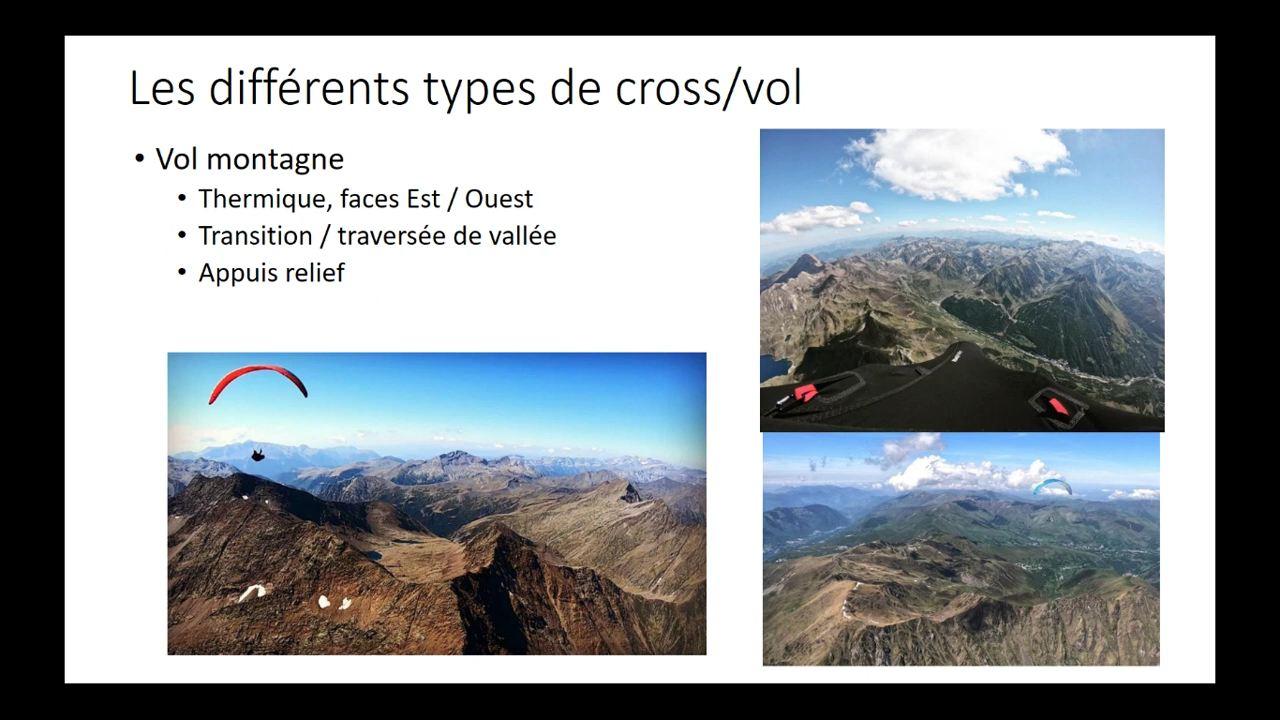 Les différents types de cross/vol
• Vol montagne
• Thermique, faces Est / Ouest
• Transition / traversée de vallée
• Appuis relief